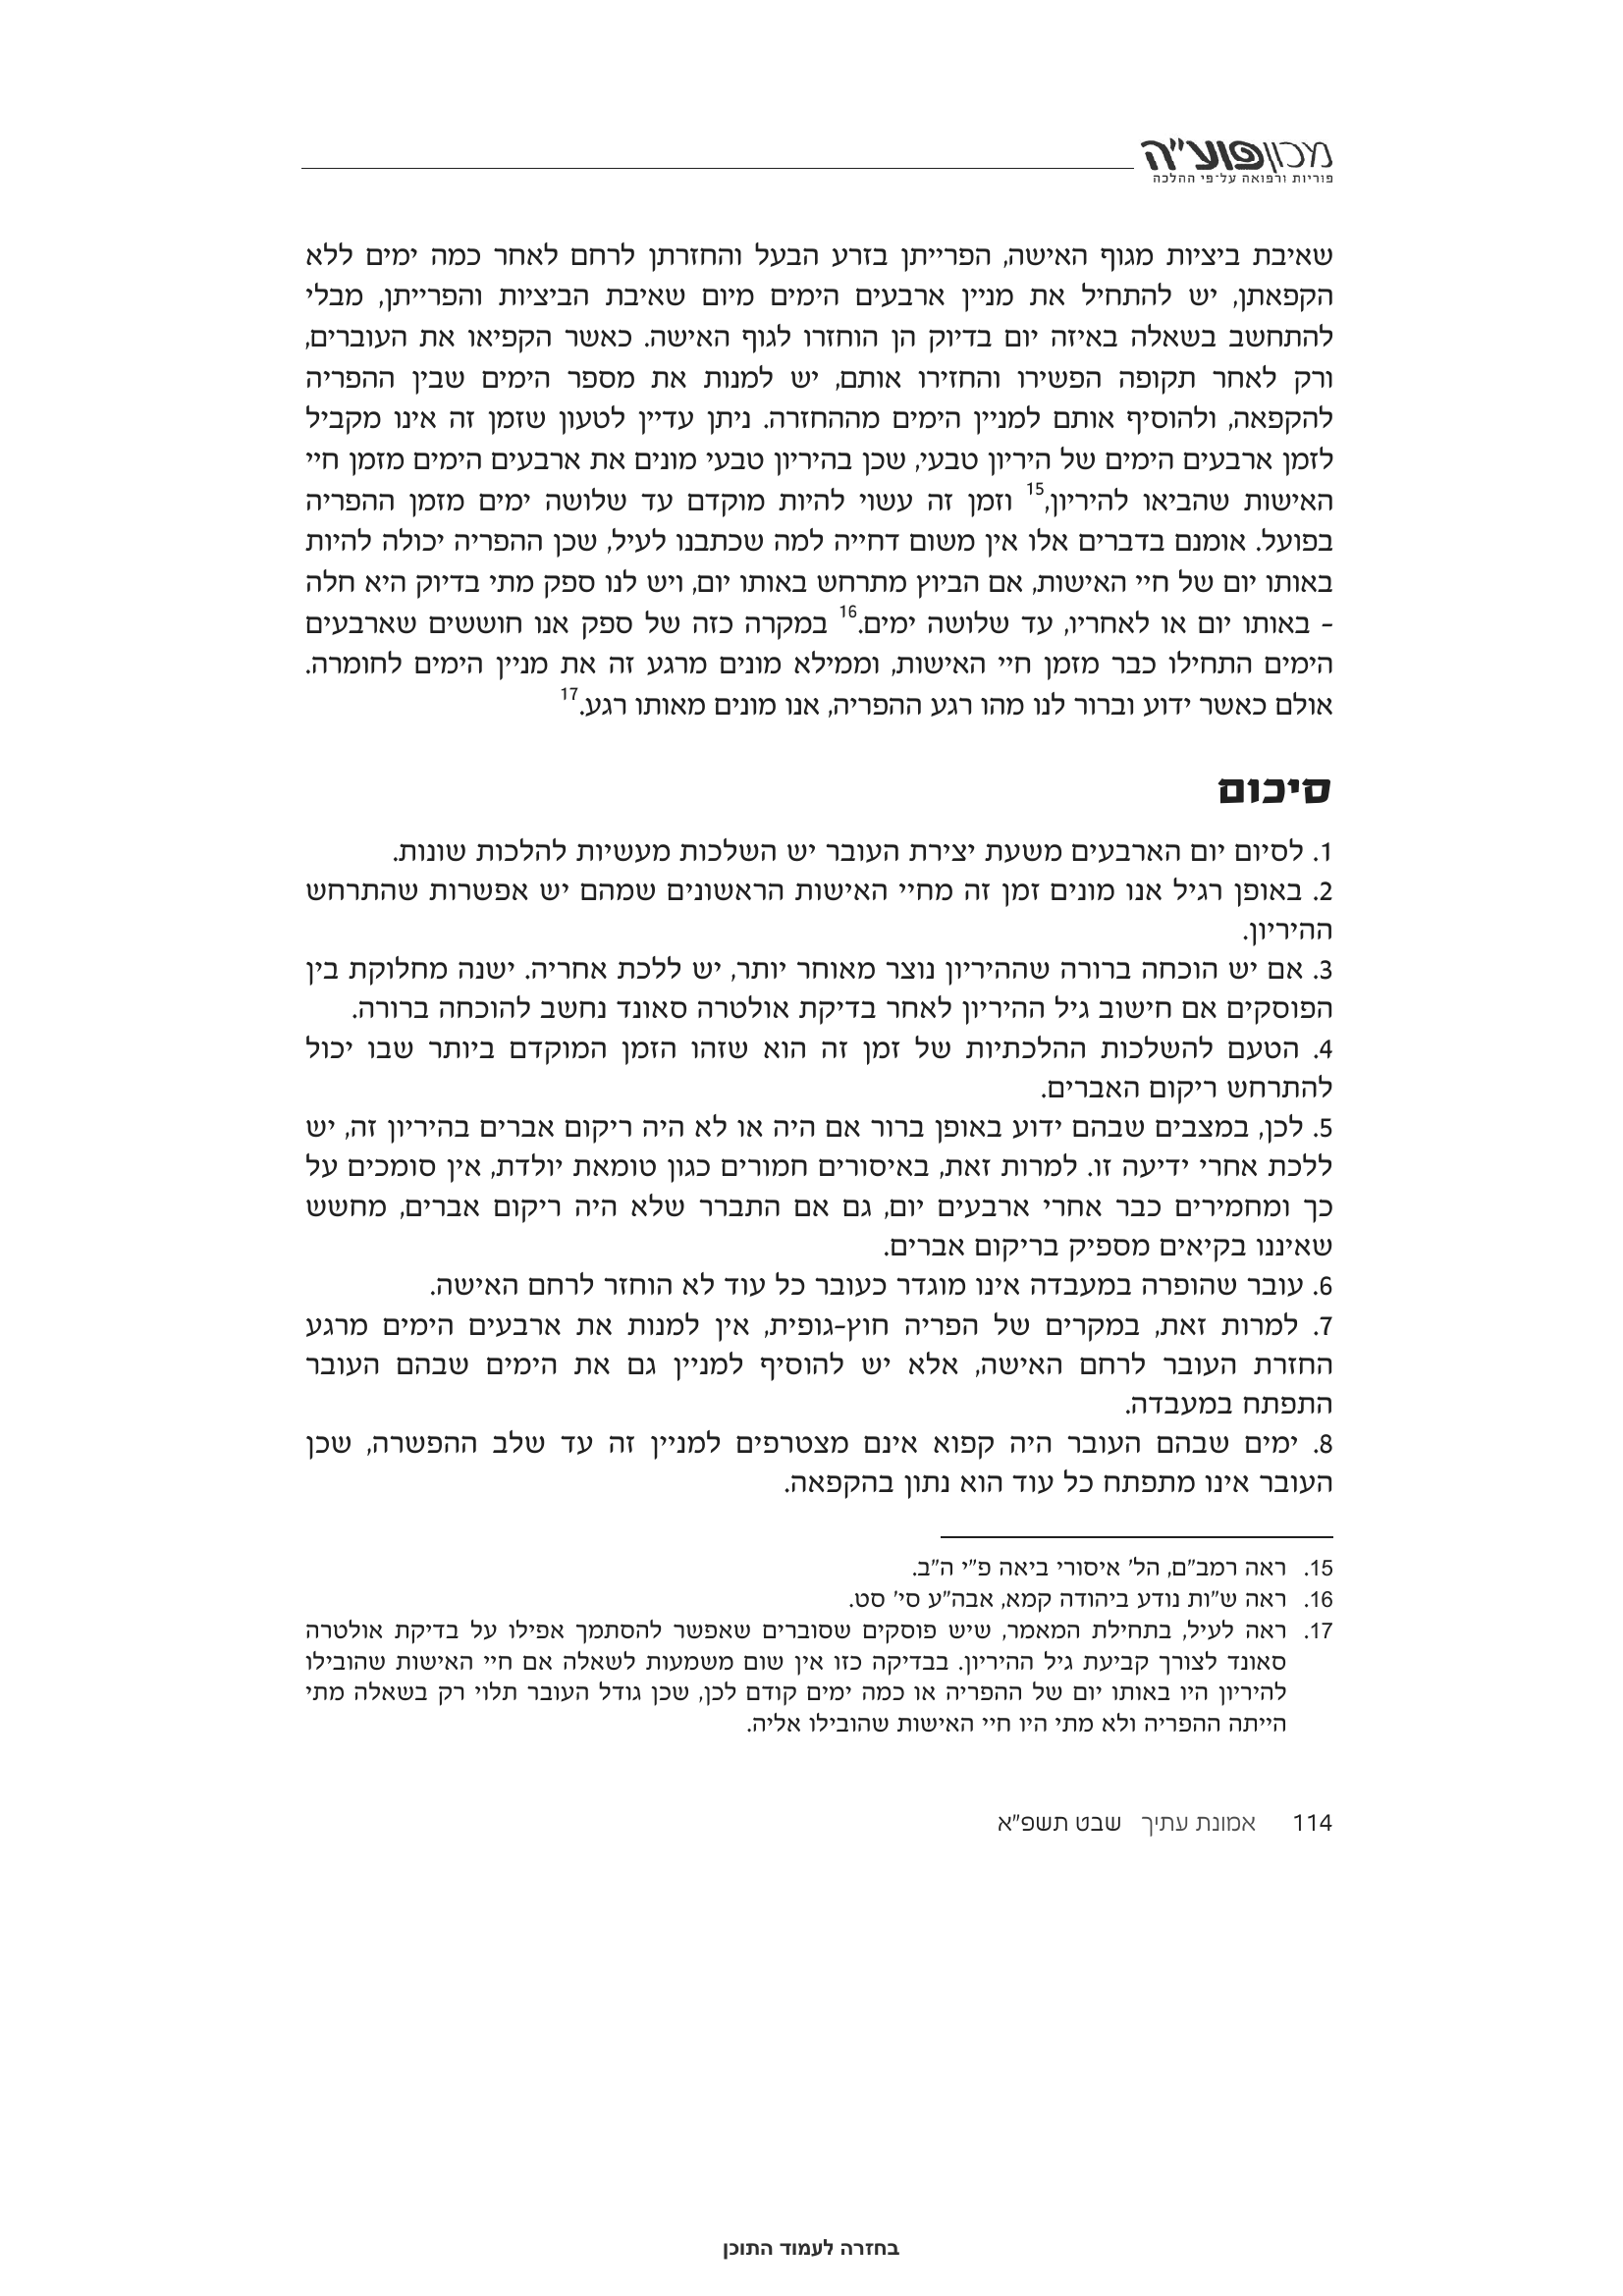 מכון פוע"ה
פוריות ורפואה על-פי ההלכה
שאיבת ביציות מגוף האישה, הפרייתן בזרע הבעל והחזרתן לרחם לאחר כמה ימים ללא
הקפאתן, יש להתחיל את מניין ארבעים הימים מיום שאיבת הביציות והפרייתן, מבלי
להתחשב בשאלה באיזה יום בדיוק הן הוחזרו לגוף האישה. כאשר הקפיאו את העוברים,
ורק לאחר תקופה הפשירו והחזירו אותם, יש למנות את מספר הימים שבין ההפריה
להקפאה, ולהוסיף אותם למניין הימים מההחזרה. ניתן עדיין לטעון שזמן זה אינו מקביל
לזמן ארבעים הימים של היריון טבעי, שכן בהיריון טבעי מונים את ארבעים הימים מזמן חיי
האישות שהביאו להיריון,15 וזמן זה עשוי להיות מוקדם עד שלושה ימים מזמן ההפריה
בפועל. אומנם בדברים אלו אין משום דחייה למה שכתבנו לעיל, שכן ההפריה יכולה להיות
באותו יום של חיי האישות, אם הביוץ מתרחש באותו יום, ויש לנו ספק מתי בדיוק היא חלה
- באותו יום או לאחריו, עד שלושה ימים.16 במקרה כזה של ספק אנו חוששים שארבעים
הימים התחילו כבר מזמן חיי האישות, וממילא מונים מרגע זה את מניין הימים לחומרה.
אולם כאשר ידוע וברור לנו מהו רגע ההפריה, אנו מונים מאותו רגע.17
סיכום
1. לסיום יום הארבעים משעת יצירת העובר יש השלכות מעשיות להלכות שונות.
2. באופן רגיל אנו מונים זמן זה מחיי האישות הראשונים שמהם יש אפשרות שהתרחש
ההיריון.
3. אם יש הוכחה ברורה שההיריון נוצר מאוחר יותר, יש ללכת אחריה. ישנה מחלוקת בין
הפוסקים אם חישוב גיל ההיריון לאחר בדיקת אולטרה סאונד נחשב להוכחה ברורה.
4. הטעם להשלכות ההלכתיות של זמן זה הוא שזהו הזמן המוקדם ביותר שבו יכול
להתרחש ריקום האברים.
5. לכן, במצבים שבהם ידוע באופן ברור אם היה או לא היה ריקום אברים בהיריון זה, יש
ללכת אחרי ידיעה זו. למרות זאת, באיסורים חמורים כגון טומאת יולדת, אין סומכים על
כך ומחמירים כבר אחרי ארבעים יום, גם אם התברר שלא היה ריקום אברים, מחשש
שאיננו בקיאים מספיק בריקום אברים.
6. עובר שהופרה במעבדה אינו מוגדר כעובר כל עוד לא הוחזר לרחם האישה.
7. למרות זאת, במקרים של הפריה חוץ-גופית, אין למנות את ארבעים הימים מרגע
החזרת העובר לרחם האישה, אלא יש להוסיף למניין גם את הימים שבהם העובר
התפתח במעבדה.
8. ימים שבהם העובר היה קפוא אינם מצטרפים למניין זה עד שלב ההפשרה, שכן
העובר אינו מתפתח כל עוד הוא נתון בהקפאה.
15. ראה רמב"ם, הל' איסורי ביאה פ"י ה"ב.
16. ראה ש"ות נודע ביהודה קמא, אבה"ע סי' סט.
17. ראה לעיל, בתחילת המאמר, שיש פוסקים שסוברים שאפשר להסתמך אפילו על בדיקת אולטרה
סאונד לצורך קביעת גיל ההיריון. בבדיקה כזו אין שום משמעות לשאלה אם חיי האישות שהובילו
להיריון היו באותו יום של ההפריה או כמה ימים קודם לכן, שכן גודל העובר תלוי רק בשאלה מתי
הייתה ההפריה ולא מתי היו חיי האישות שהובילו אליה.
114 אמונת עתיך שבט תשפ"א
בחזרה לעמוד התוכן